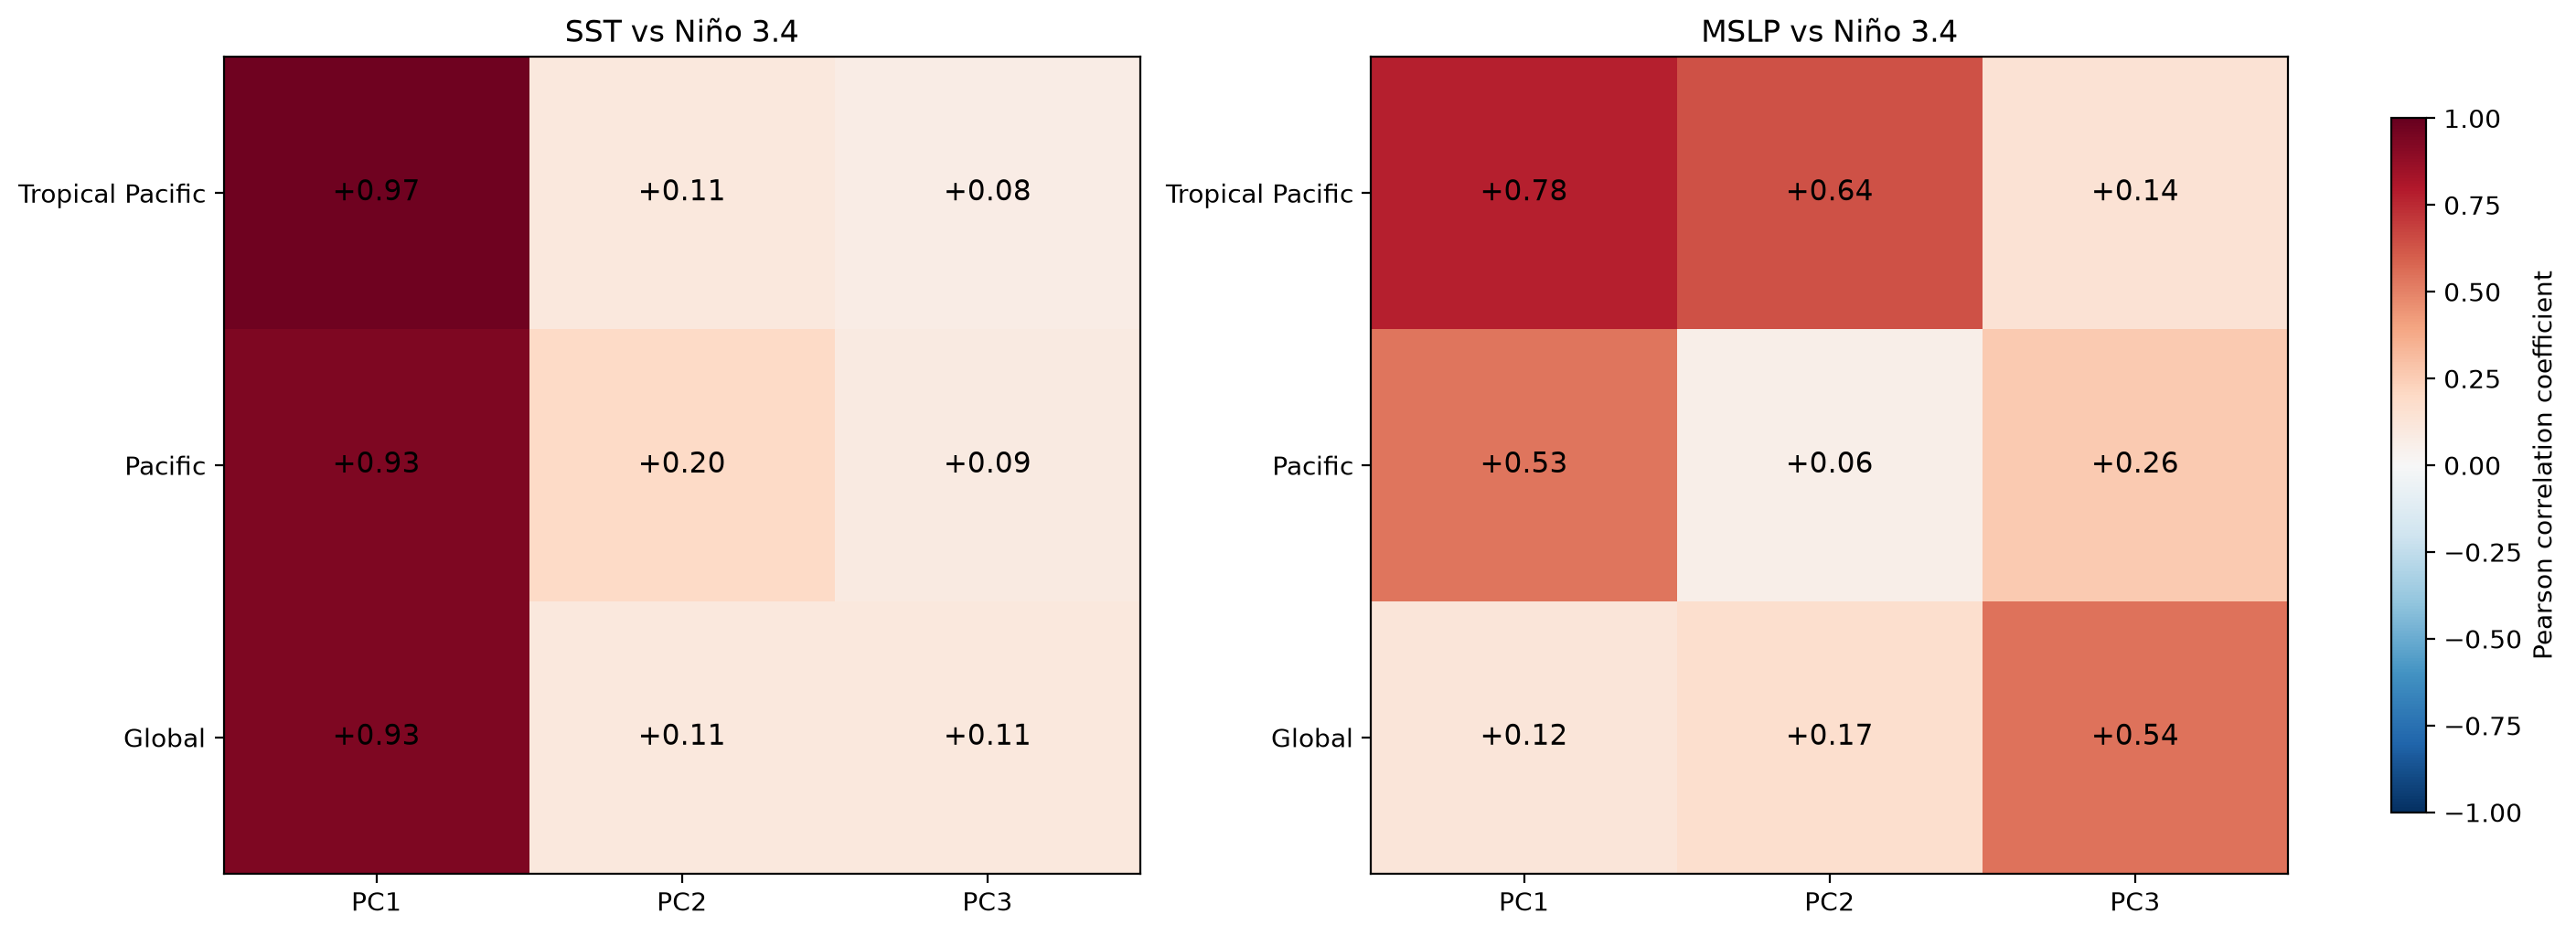 SST vs Niño 3.4
Tropical Pacific +0.97 +0.11 +0.08
Pacific +0.93 +0.20 +0.09
Global +0.93 +0.11 +0.11
PC1 PC2 PC3
MSLP vs Niño 3.4
Tropical Pacific +0.78 +0.64 +0.14
Pacific +0.53 +0.06 +0.26
Global +0.12 +0.17 +0.54
PC1 PC2 PC3
1.00
0.75
0.50
0.25
0.00
−0.25
−0.50
−0.75
−1.00
Pearson correlation coefficient